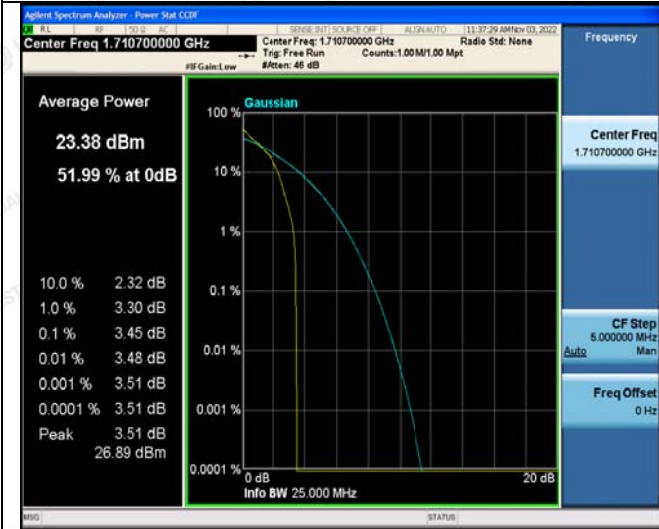 Agilent Spectrum Analyzer - Power Stat CCDF
RL RF 50 Ω AC SENSE:INT SOURCE OFF ALIGNAUTO 11:37:29 AM Nov 03, 2022
Center Freq 1.710700000 GHz
Center Freq: 1.710700000 GHz Radio Std: None
Trig: Free Run Counts:1.00 M/1.00 Mpt
#IFGain:Low #Atten: 46 dB
Frequency
Average Power
23.38 dBm
51.99 % at 0dB
10.0 % 2.32 dB
1.0 % 3.30 dB
0.1 % 3.45 dB
0.01 % 3.48 dB
0.001 % 3.51 dB
0.0001 % 3.51 dB
Peak 3.51 dB
26.89 dBm
Gaussian
100 %
10 %
1 %
0.1 %
0.01 %
0.001 %
0.0001 %
0 dB 20 dB
Info BW 25.000 MHz
Center Freq
1.710700000 GHz
CF Step
5.000000 MHz
Auto Man
Freq Offset
0 Hz
MSG STATUS